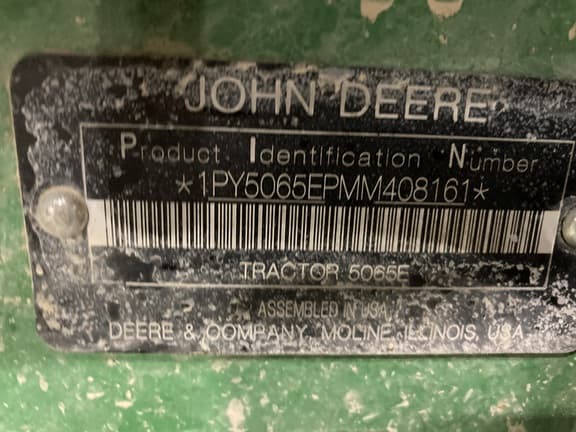 JOHN DEERE
Product Identification Number
*1PY5065EPMM408161*
TRACTOR 5065E
ASSEMBLED IN USA
DEERE & COMPANY MOLINE ILLINOIS USA